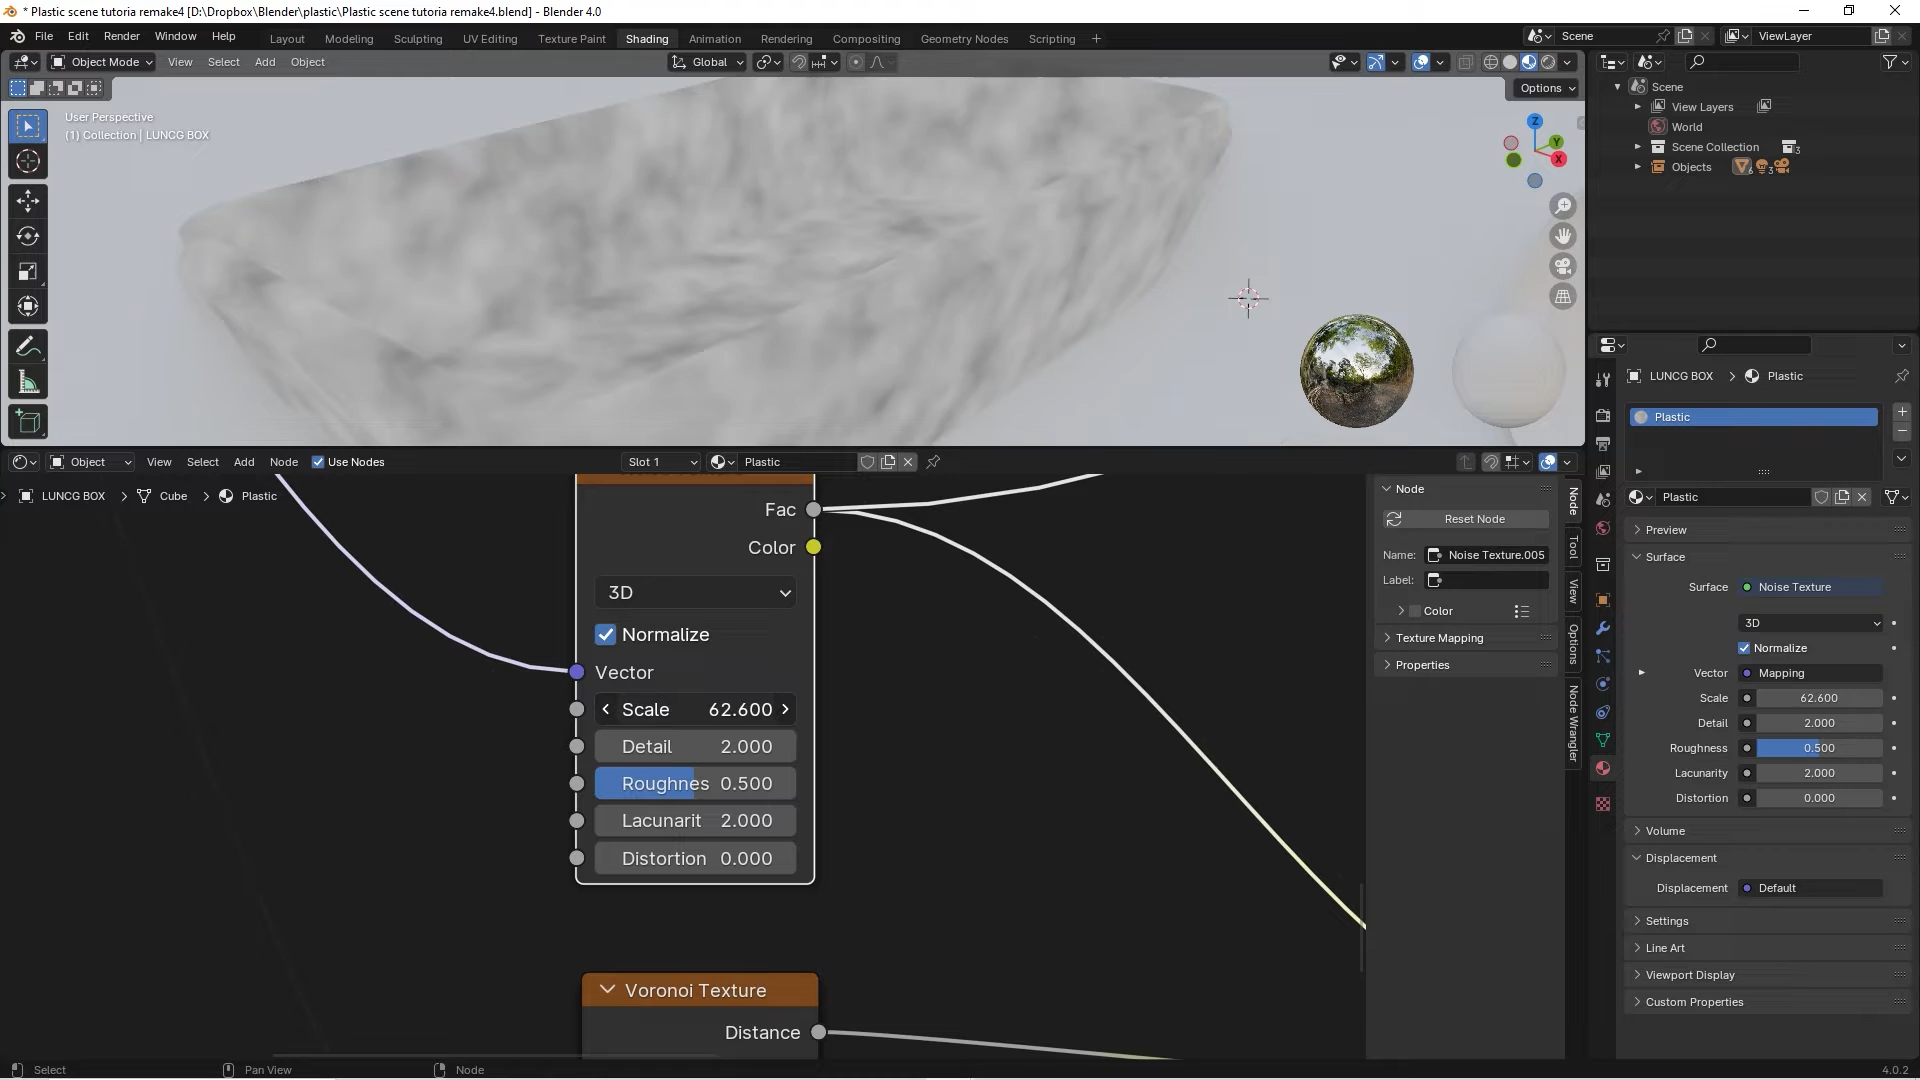 * Plastic scene tutoria remake4 [D:\Dropbox\Blender\plastic\Plastic scene tutoria remake4.blend] - Blender 4.0
File Edit Render Window Help
Layout Modeling Sculpting UV Editing Texture Paint Shading Animation Rendering Compositing Geometry Nodes Scripting +
Scene
ViewLayer
Object Mode View Select Add Object
Global
Options
User Perspective
(1) Collection | LUNCG BOX
Z
Y
X
Scene
View Layers
World
Scene Collection
3
Objects
6
3
Object View Select Add Node Use Nodes
Slot 1
Plastic
LUNCG BOX > Cube > Plastic
Fac
Color
3D
Normalize
Vector
Scale 62.600
Detail 2.000
Roughnes 0.500
Lacunarit 2.000
Distortion 0.000
Voronoi Texture
Distance
Node
Reset Node
Name: Noise Texture.005
Label:
Color
Texture Mapping
Properties
Node
Tool
View
Options
Node Wrangler
LUNCG BOX > Plastic
Plastic
Plastic
Preview
Surface
Surface Noise Texture
3D
Normalize
Vector Mapping
Scale 62.600
Detail 2.000
Roughness 0.500
Lacunarity 2.000
Distortion 0.000
Volume
Displacement
Displacement Default
Settings
Line Art
Viewport Display
Custom Properties
Select
Pan View
Node
4.0.2